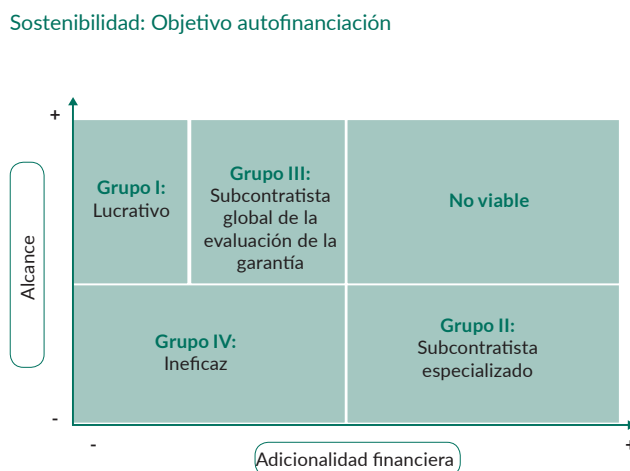 Sostenibilidad: Objetivo autofinanciación
+
Grupo I:
Lucrativo
Grupo III:
Subcontratista
global de la
evaluación de la
garantía
No viable
Alcance
Grupo IV:
Ineficaz
Grupo II:
Subcontratista
especializado
-
-
Adicionalidad financiera
+